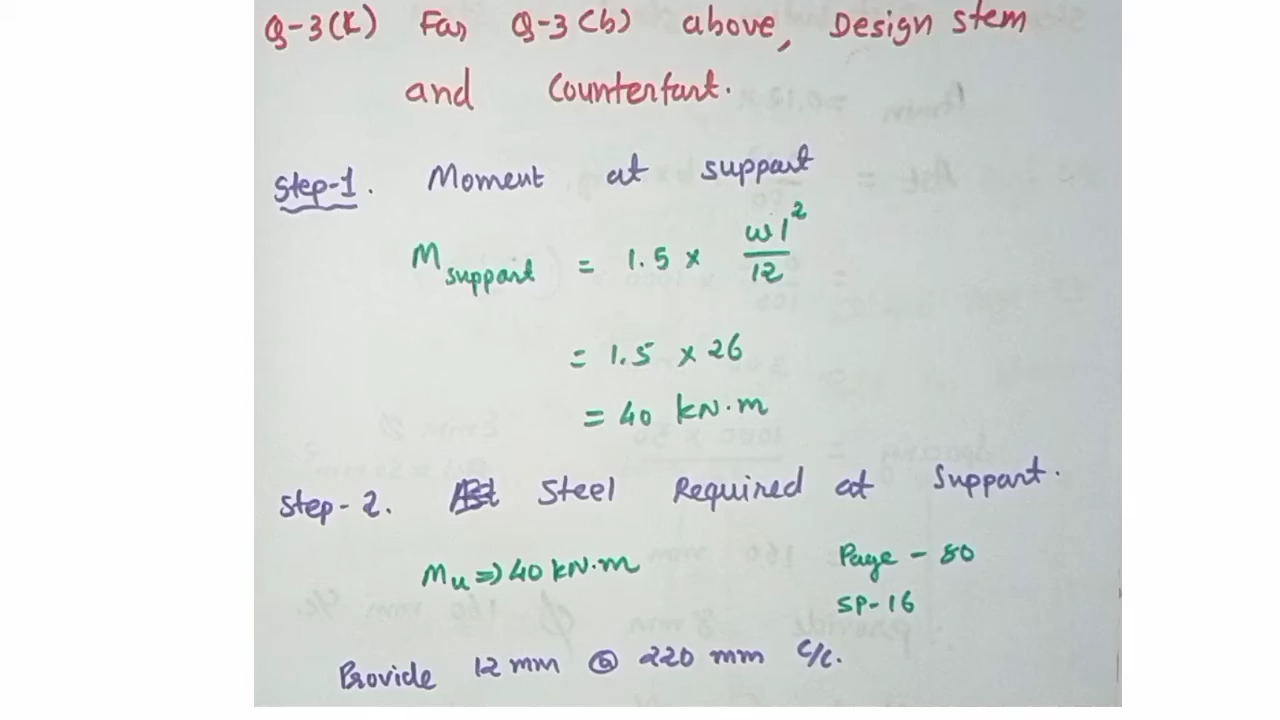 Q-3(K) For Q-3(b) above, Design stem
and Counterfort.
Step-1. Moment at support
M support = 1.5 × wl²/12
= 1.5 × 26
= 40 kN.m
Step-2. Steel Required at Support.
Mu => 40 kN.m Page - 80
SP-16
Provide 12 mm @ 220 mm c/c.